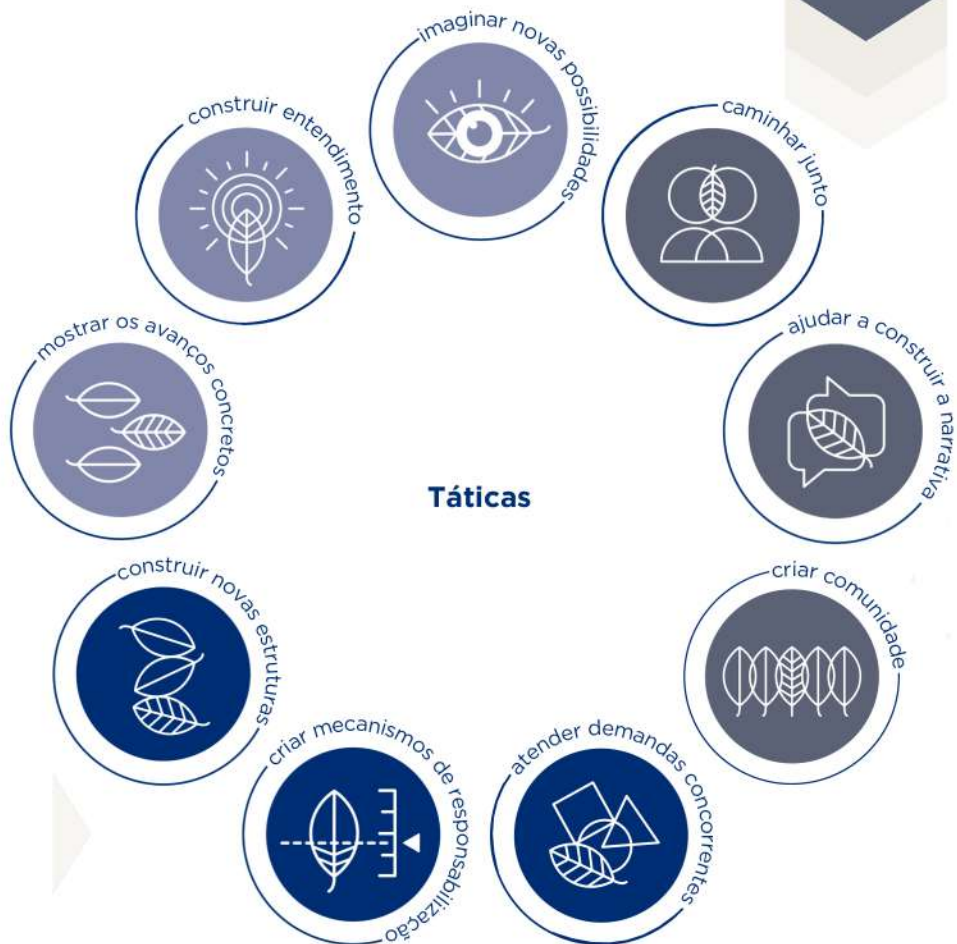 imaginar novas possibilidades
construir entendimento
caminhar junto
mostrar os avanços concretos
ajudar a construir a narrativa
Táticas
construir novas estruturas
criar comunidade
criar mecanismos de responsabilização
atender demandas concorrentes